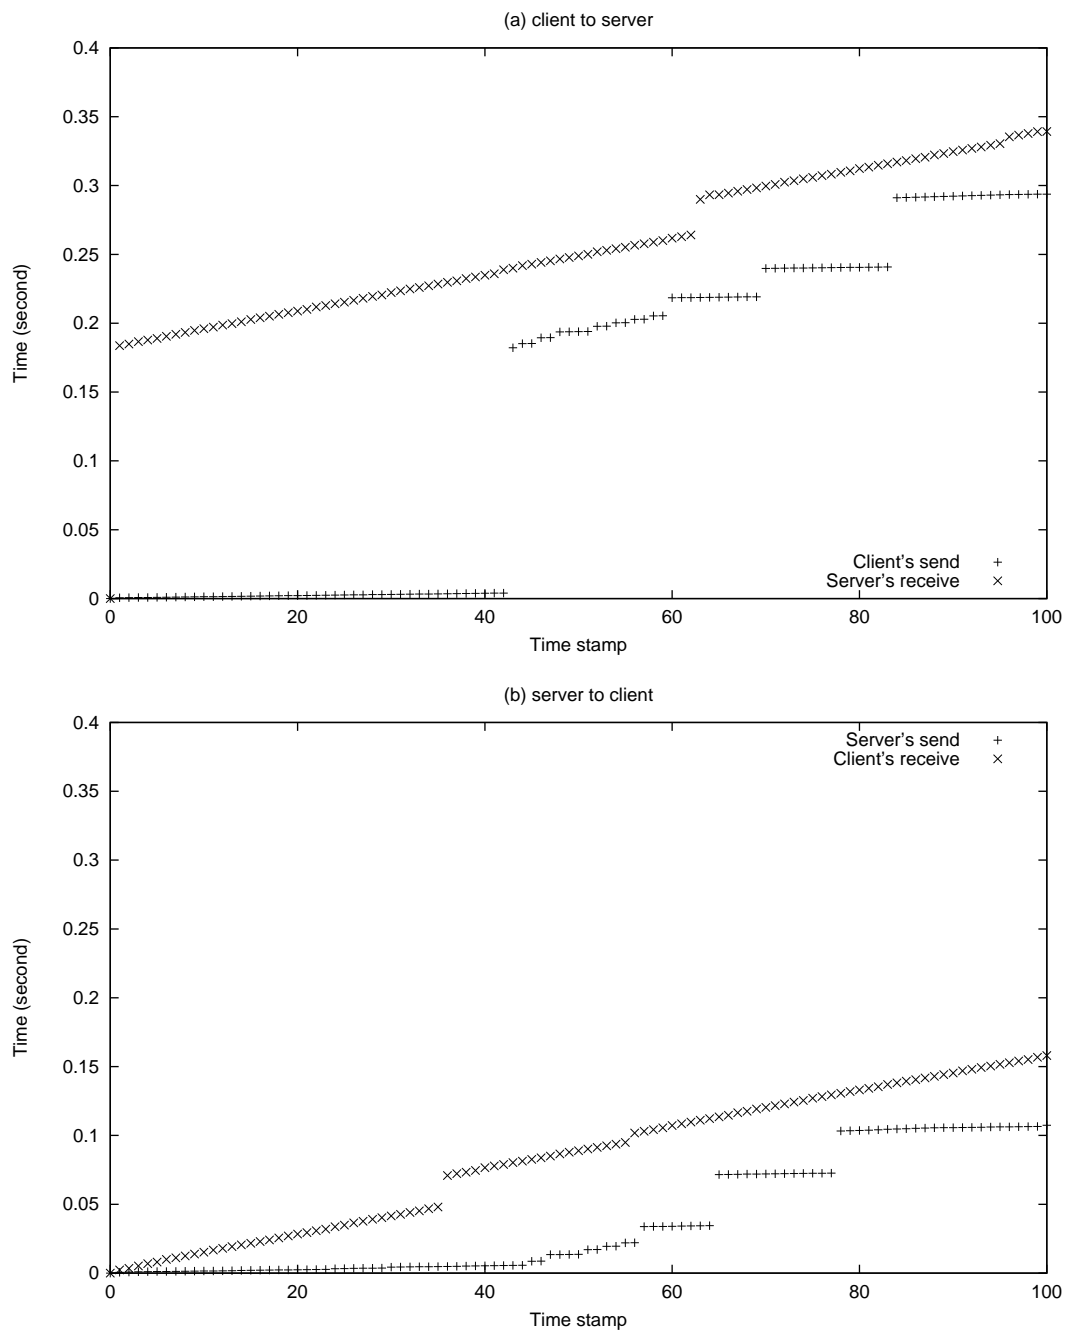 (a) client to server
0.4
0.35
0.3
0.25
0.2
0.15
0.1
0.05
0
Time (second)
Client's send
Server's receive
0 20 40 60 80 100
Time stamp
(b) server to client
0.4
0.35
0.3
0.25
0.2
0.15
0.1
0.05
0
Time (second)
Server's send
Client's receive
0 20 40 60 80 100
Time stamp